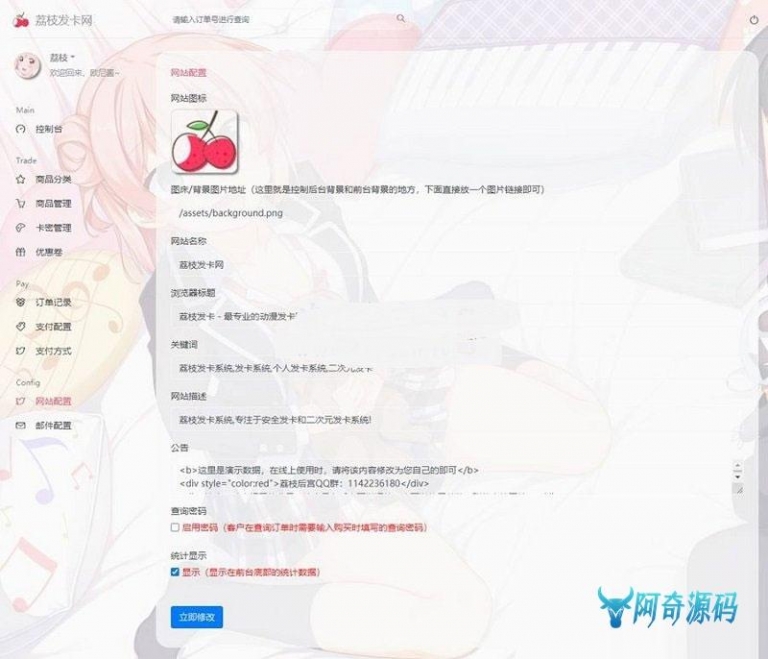 荔枝发卡网
请输入订单号进行查询
荔枝
欢迎回来，欧尼酱~
Main
控制台
Trade
商品分类
商品管理
卡密管理
优惠卷
Pay
订单记录
支付配置
支付方式
Config
网站配置
邮件配置
网站配置
网站图标
图床/背景图片地址（这里就是控制后台背景和前台背景的地方，下面直接放一个图片链接即可）
/assets/background.png
网站名称
荔枝发卡网
浏览器标题
荔枝发卡 - 最专业的动漫发卡
关键词
荔枝发卡系统,发卡系统,个人发卡系统,二次元发卡
网站描述
荔枝发卡系统,专注于安全发卡和二次元发卡系统!
公告
<b>这里是演示数据，在线上使用时，请将该内容修改为您自己的即可</b>
<div style="color:red">荔枝后宫QQ群：1142236180</div>
查询密码
启用密码（客户在查询订单时需要输入购买时填写的查询密码）
统计显示
显示（显示在前台底部的统计数据）
立即修改
阿奇源码